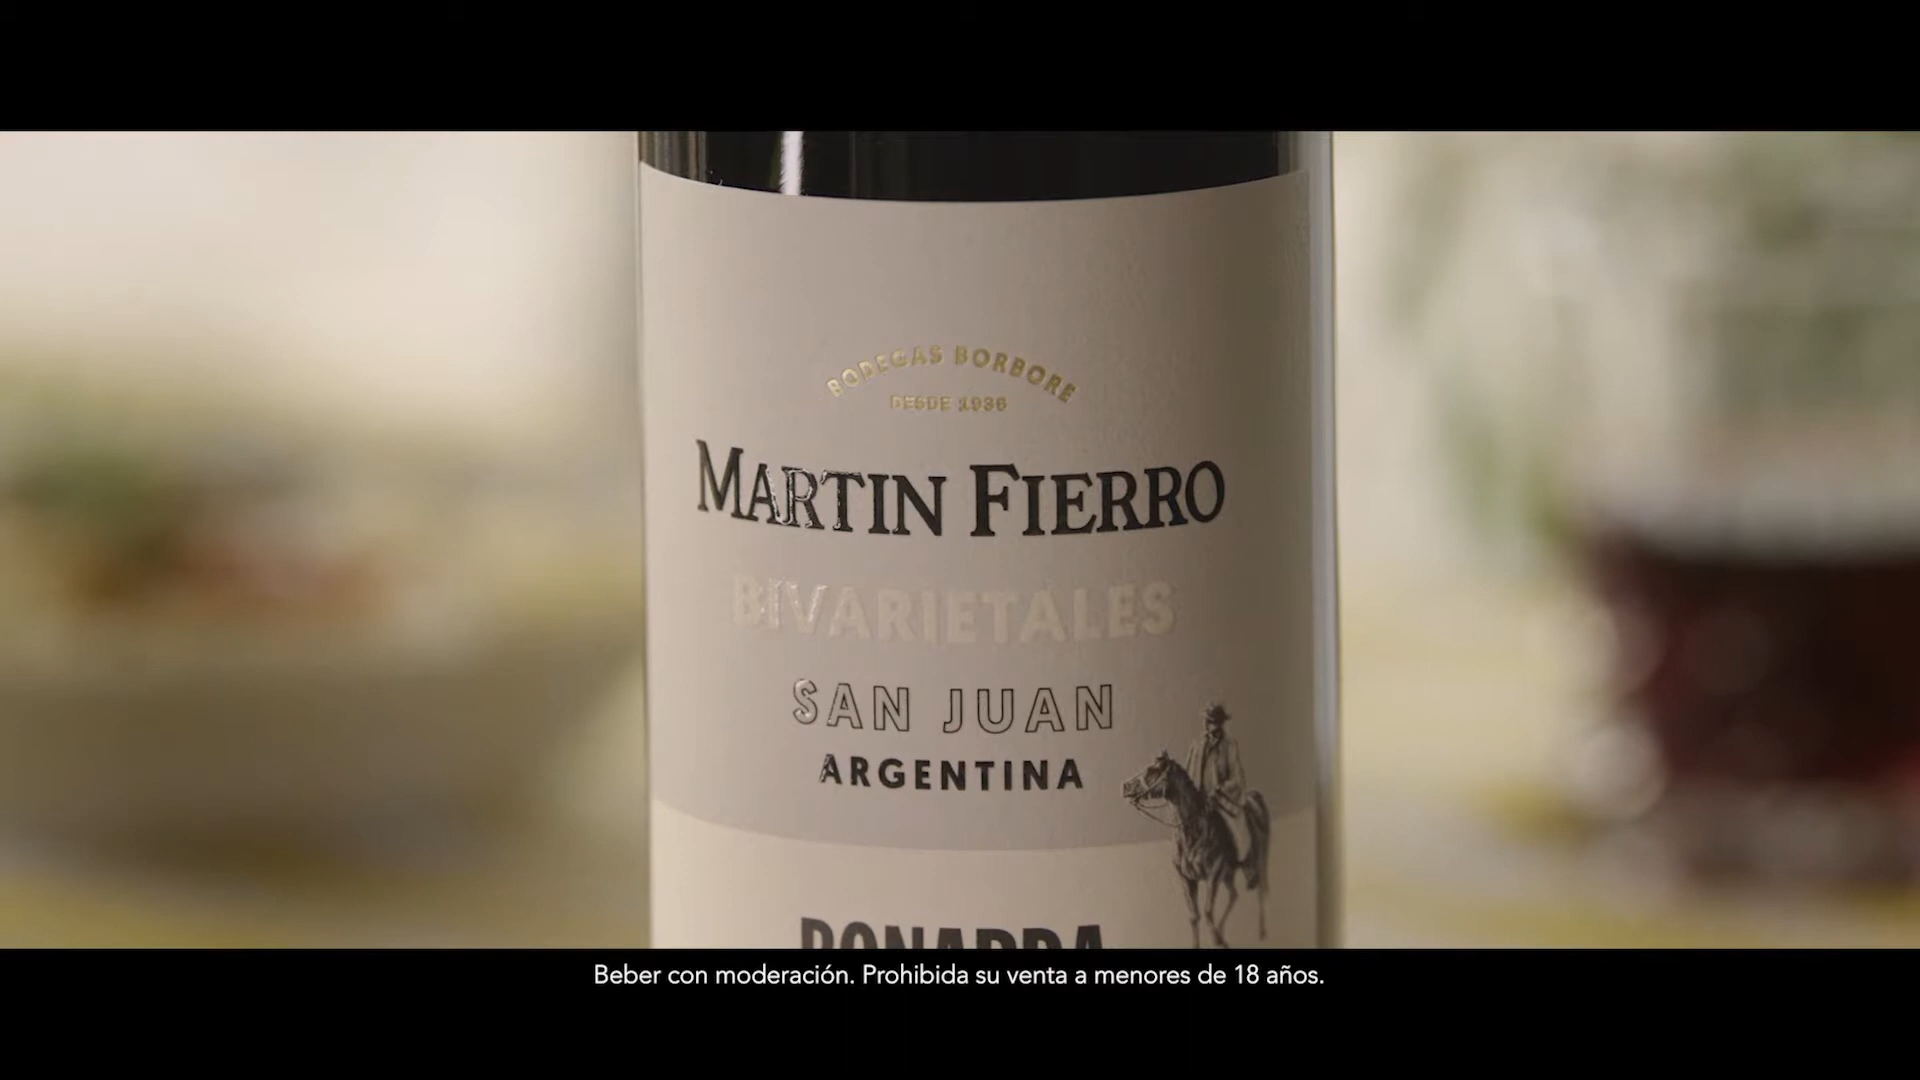 BODEGAS BORBORE
DESDE 1936
MARTIN FIERRO
BIVARIETALES
SAN JUAN
ARGENTINA
BONARDA
Beber con moderación. Prohibida su venta a menores de 18 años.